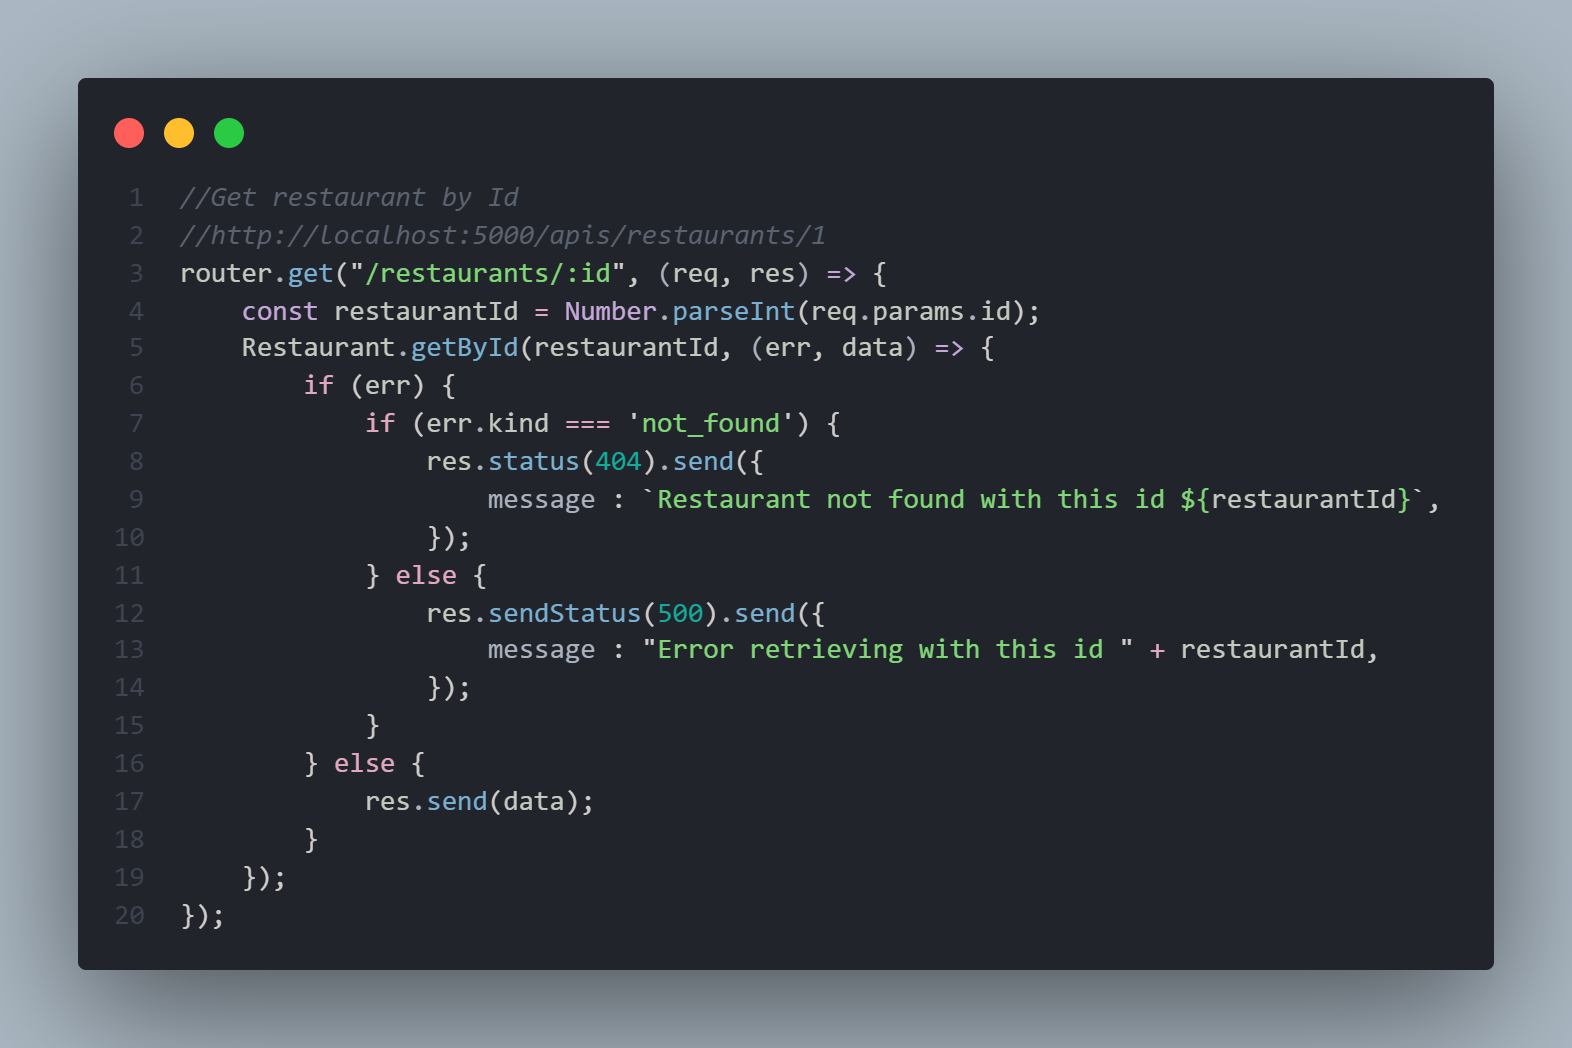 1 //Get restaurant by Id
2 //http://localhost:5000/apis/restaurants/1
3 router.get("/restaurants/:id", (req, res) => {
4     const restaurantId = Number.parseInt(req.params.id);
5     Restaurant.getById(restaurantId, (err, data) => {
6         if (err) {
7             if (err.kind === 'not_found') {
8                 res.status(404).send({
9                     message : `Restaurant not found with this id ${restaurantId}`,
10                 });
11             } else {
12                 res.sendStatus(500).send({
13                     message : "Error retrieving with this id " + restaurantId,
14                 });
15             }
16         } else {
17             res.send(data);
18         }
19     });
20 });